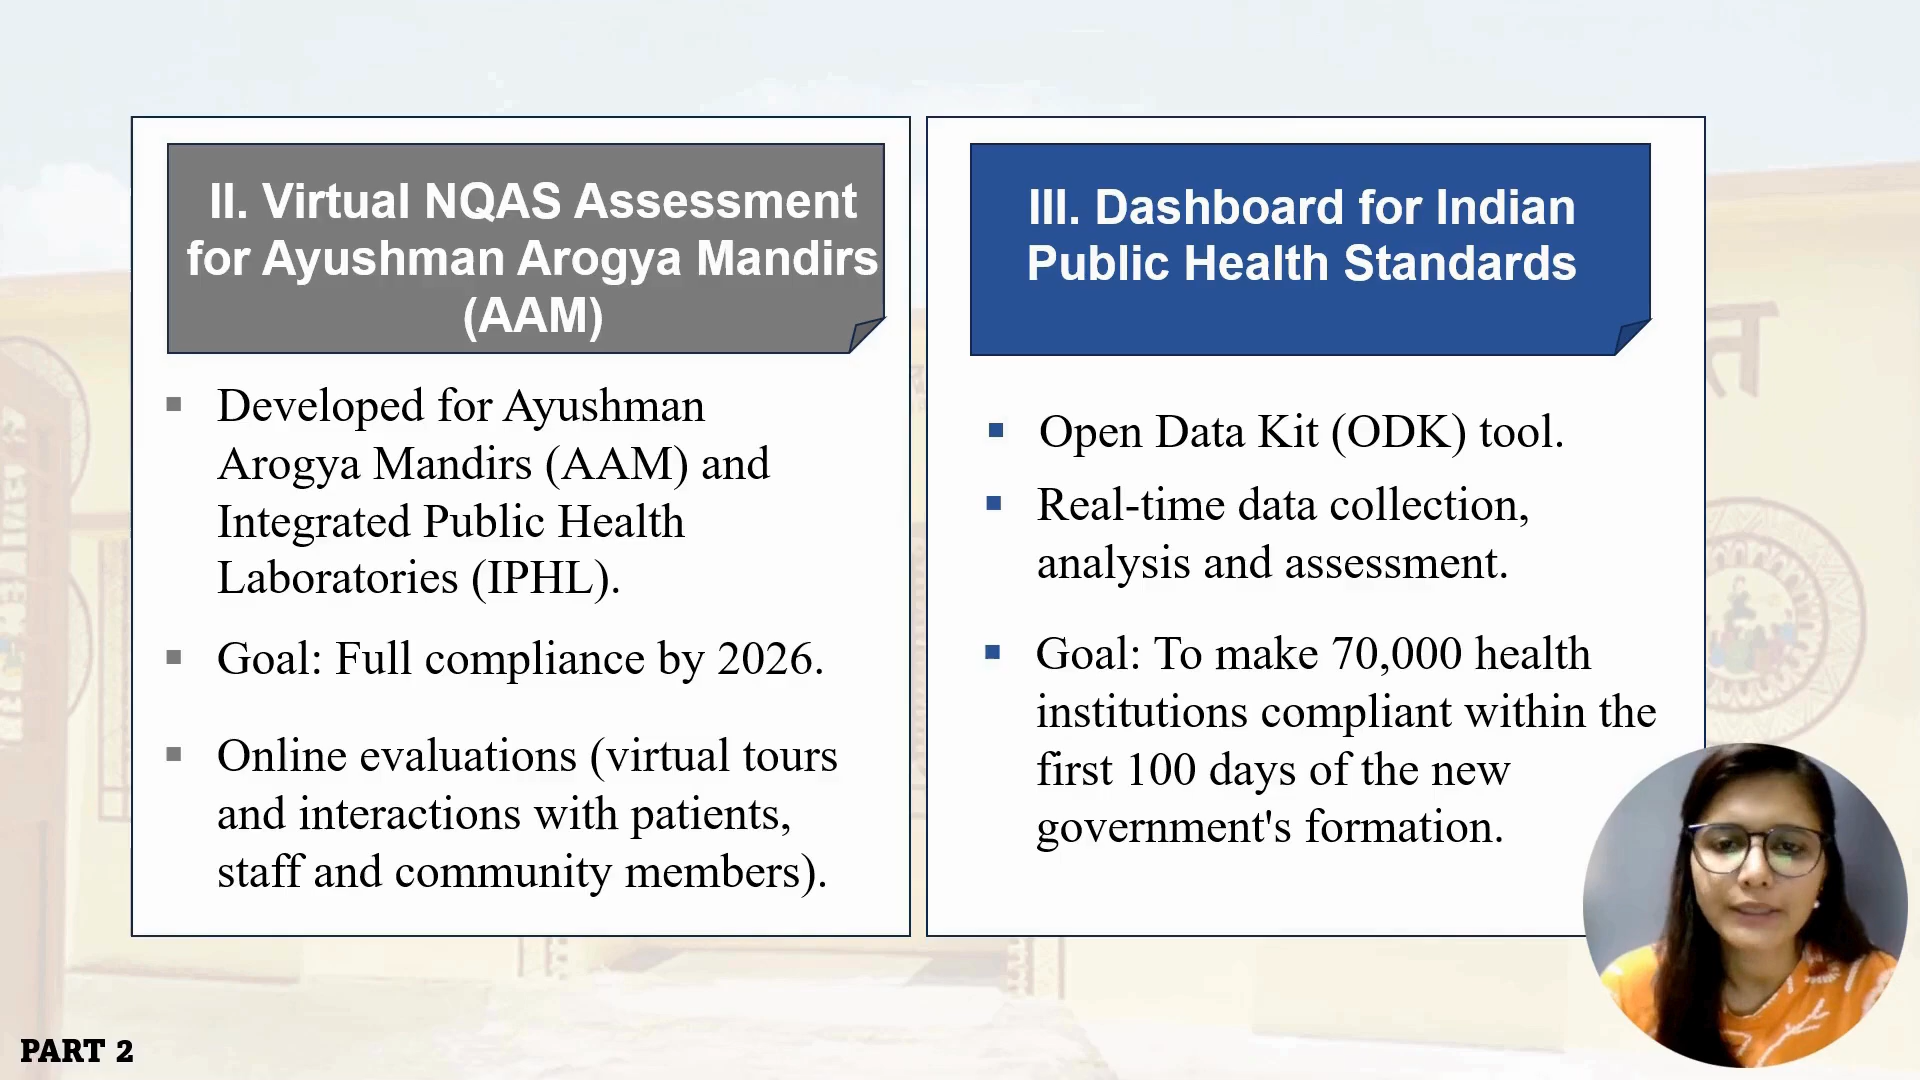 II. Virtual NQAS Assessment
for Ayushman Arogya Mandirs
(AAM)
▪ Developed for Ayushman
Arogya Mandirs (AAM) and
Integrated Public Health
Laboratories (IPHL).
▪ Goal: Full compliance by 2026.
▪ Online evaluations (virtual tours
and interactions with patients,
staff and community members).
III. Dashboard for Indian
Public Health Standards
▪ Open Data Kit (ODK) tool.
▪ Real-time data collection,
analysis and assessment.
▪ Goal: To make 70,000 health
institutions compliant within the
first 100 days of the new
government's formation.
PART 2